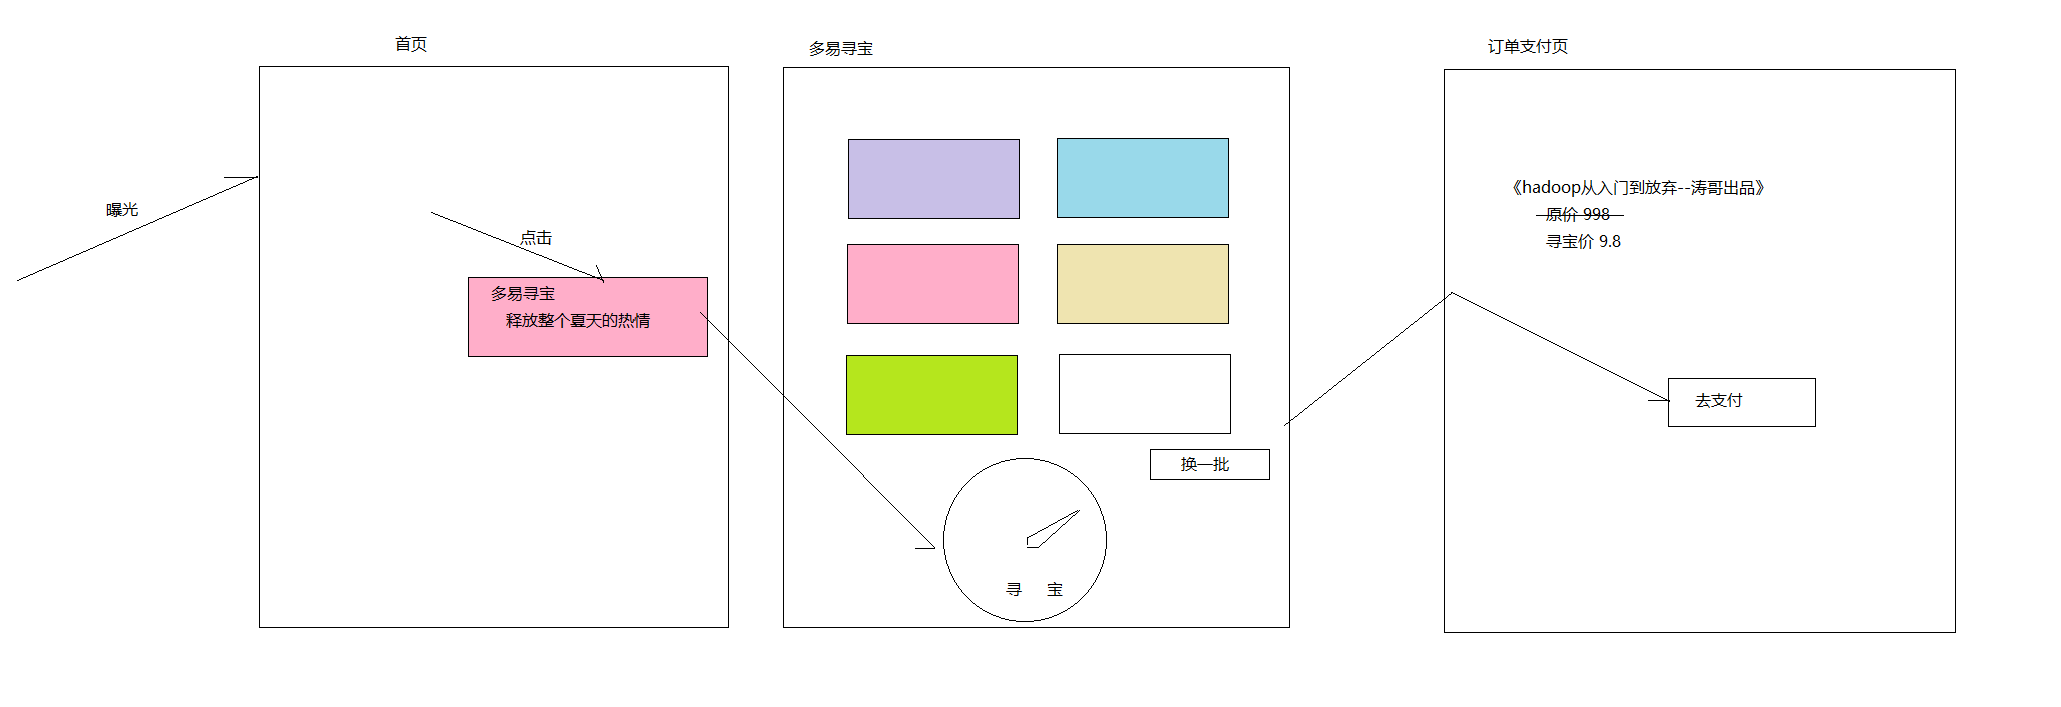 首页
多易寻宝
订单支付页
曝光
点击
多易寻宝
释放整个夏天的热情
换一批
寻 宝
《hadoop从入门到放弃--涛哥出品》
原价 998
寻宝价 9.8
去支付